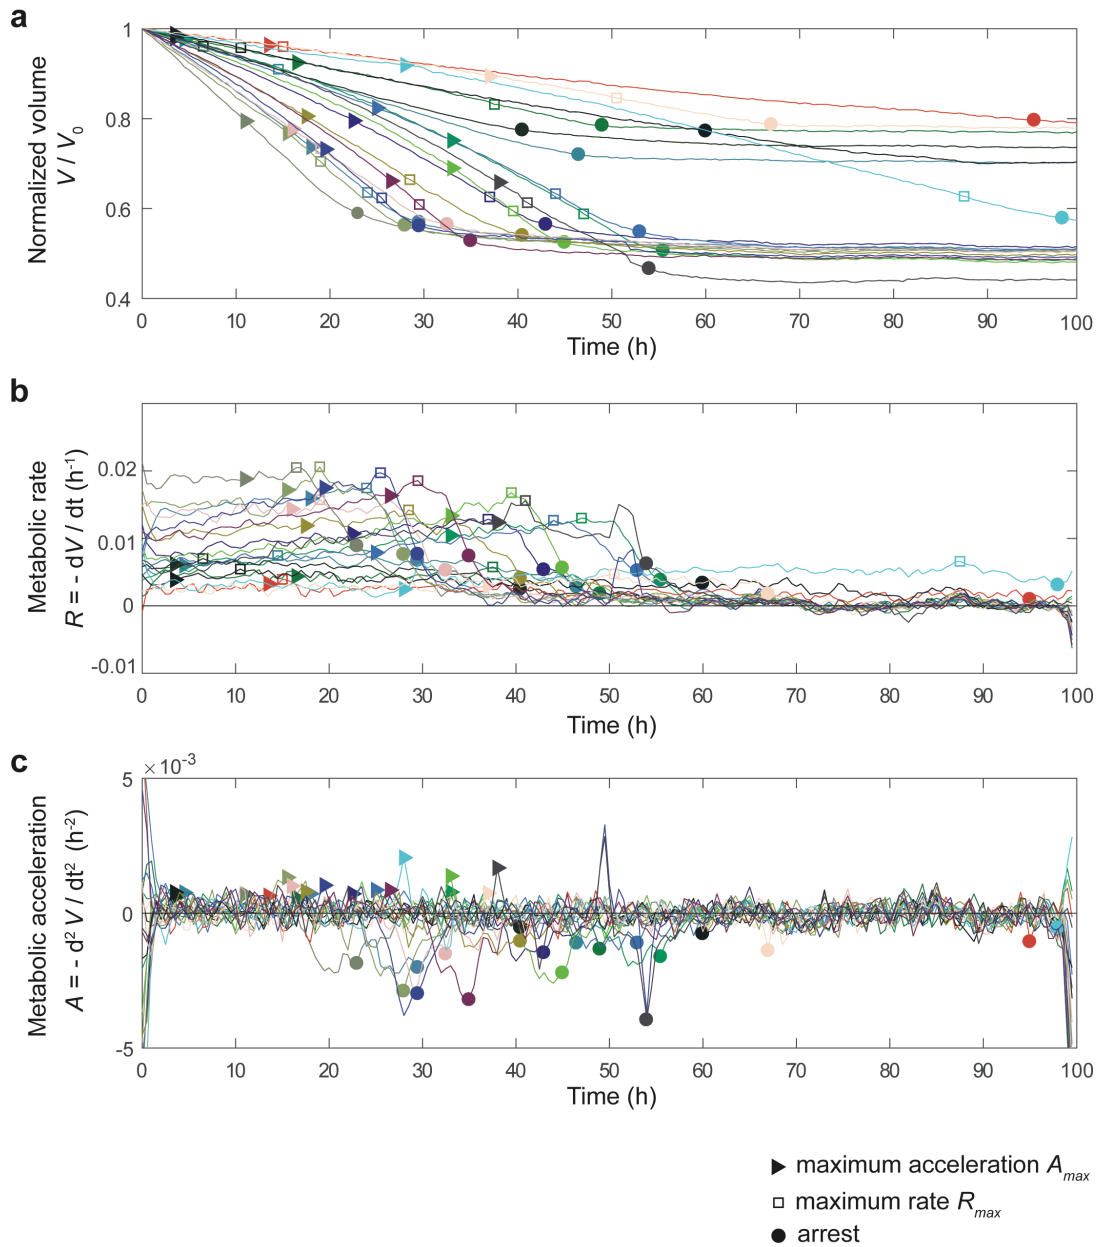 a
Normalized volume
V / V0
1
0.8
0.6
0.4
0 10 20 30 40 50 60 70 80 90 100
Time (h)
b
Metabolic rate
R = - dV / dt (h-1)
0.02
0.01
0
-0.01
0 10 20 30 40 50 60 70 80 90 100
Time (h)
c
Metabolic acceleration
A = - d2 V / dt2 (h-2)
×10-3
5
0
-5
0 10 20 30 40 50 60 70 80 90 100
Time (h)
maximum acceleration Amax
maximum rate Rmax
arrest